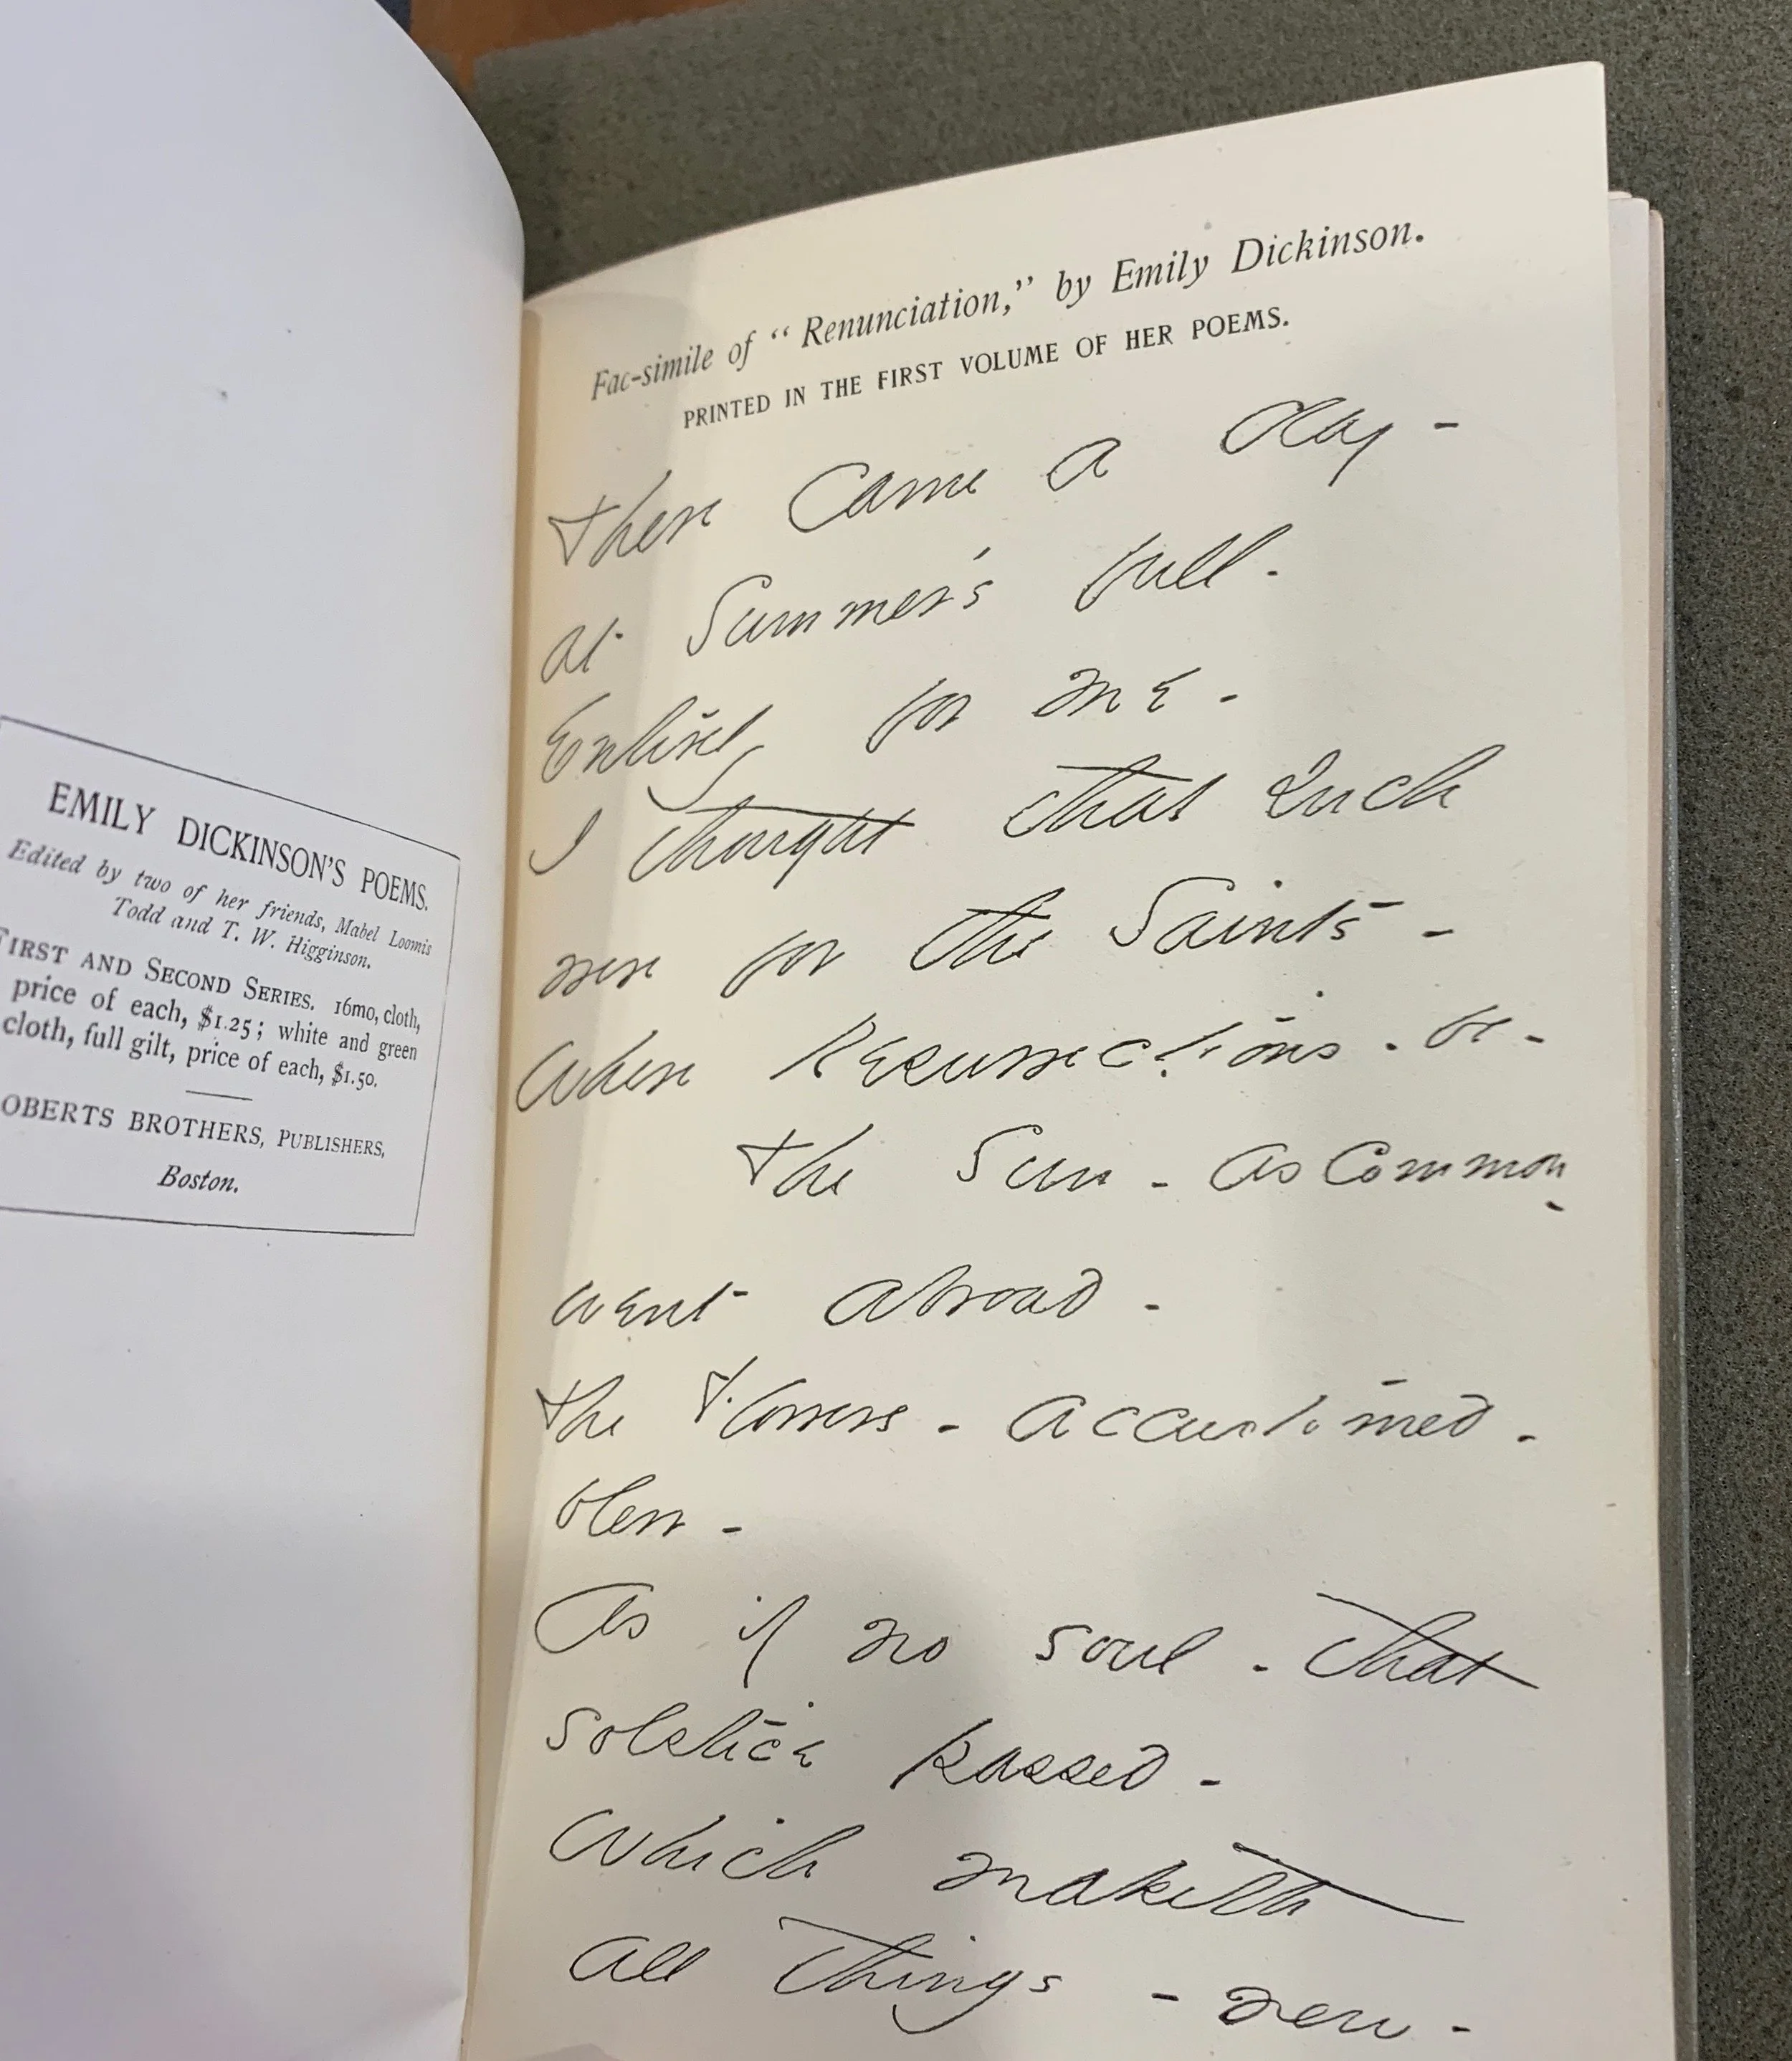 EMILY DICKINSON'S POEMS.
Edited by two of her friends, Mabel Loomis
Todd and T. W. Higginson.
FIRST AND SECOND SERIES. 16mo, cloth,
price of each, $1.25; white and green
cloth, full gilt, price of each, $1.50.
OBERTS BROTHERS, PUBLISHERS,
Boston.
Fac-simile of "Renunciation," by Emily Dickinson.
PRINTED IN THE FIRST VOLUME OF HER POEMS.
There came a day -
at Summer's full -
Entirely for me -
I thought that such
were for the Saints -
Where Resurrections - be -
The Sun - as common -
went abroad -
The flowers - accustomed -
blew -
As if no soul - that
solstice passed -
Which maketh
all things - new -